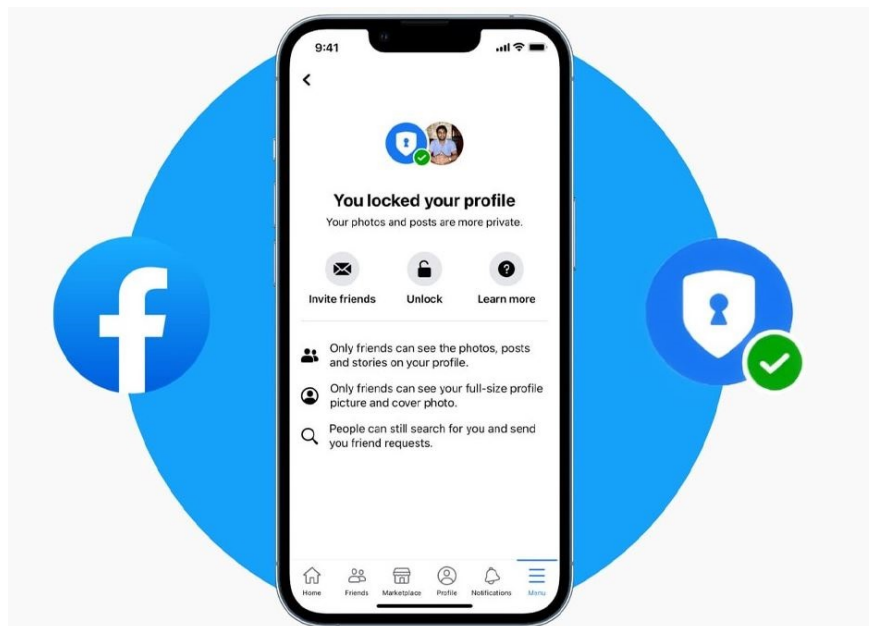 9:41
You locked your profile
Your photos and posts are more private.
Invite friends
Unlock
Learn more
Only friends can see the photos, posts
and stories on your profile.
Only friends can see your full-size profile
picture and cover photo.
People can still search for you and send
you friend requests.
Home
Friends
Marketplace
Profile
Notifications
Menu